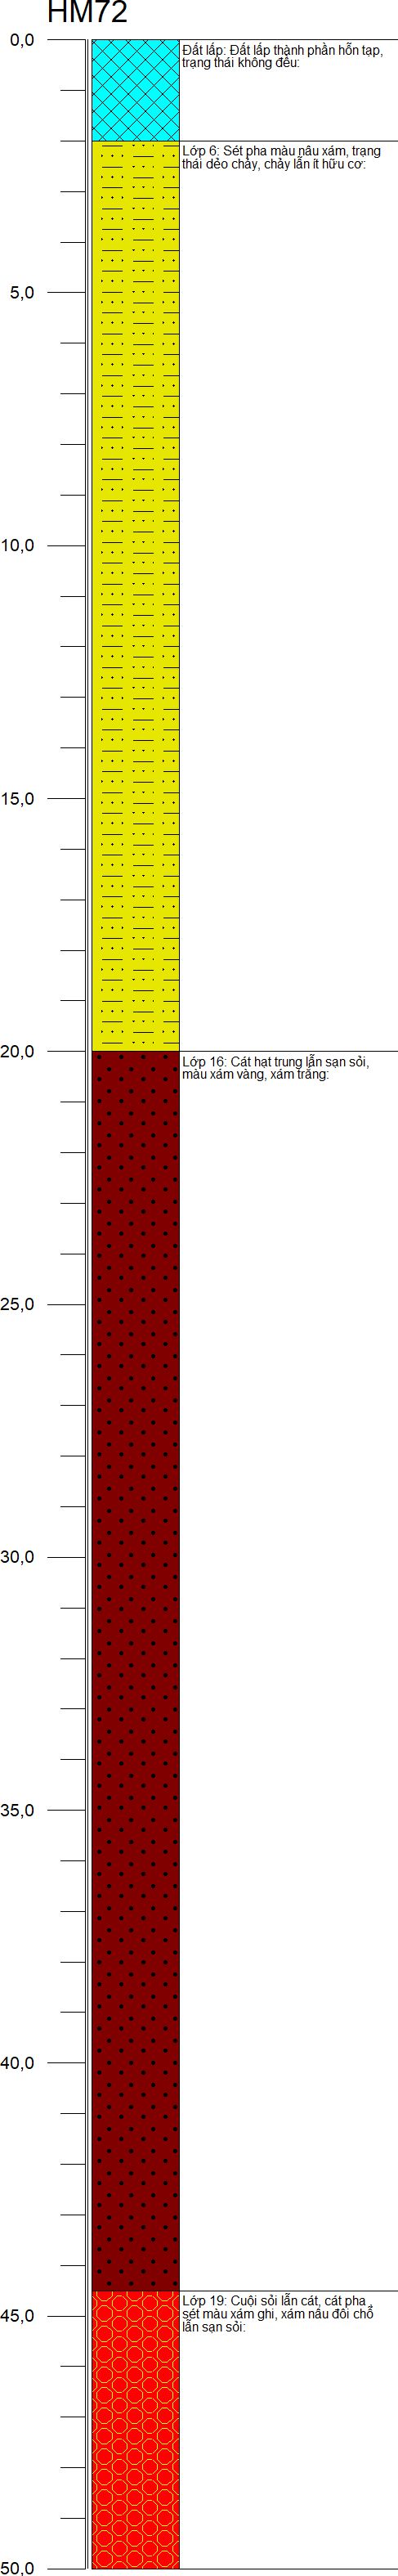 HM72
0,0
Đất lấp: Đất lấp thành phần hỗn tạp,
trạng thái không đều:
Lớp 6: Sét pha màu nâu xám, trạng
thái dẻo chảy, chảy lẫn ít hữu cơ:
5,0
10,0
15,0
20,0
Lớp 16: Cát hạt trung lẫn sạn sỏi,
màu xám vàng, xám trắng:
25,0
30,0
35,0
40,0
Lớp 19: Cuội sỏi lẫn cát, cát pha ,
sét màu xám ghi, xám nâu đôi chỗ
lẫn sạn sỏi:
45,0
50,0